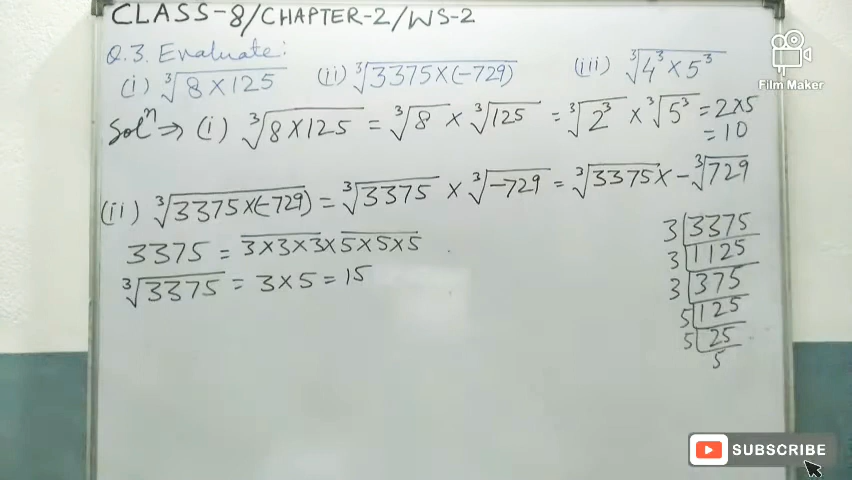 CLASS-8/CHAPTER-2/WS-2
Q.3. Evaluate:
(i) ∛(8×125) (ii) ∛(3375×(-729)) (iii) ∛(4³×5³)
Film Maker
Solⁿ ⇒ (i) ∛(8×125) = ∛8 × ∛125 = ∛2³ × ∛5³ = 2×5
= 10
(ii) ∛(3375×(-729)) = ∛3375 × ∛-729 = ∛3375 × -∛729
3375 = 3×3×3×5×5×5
∛3375 = 3×5 = 15
3 3375
3 1125
3 375
5 125
5 25
5
SUBSCRIBE